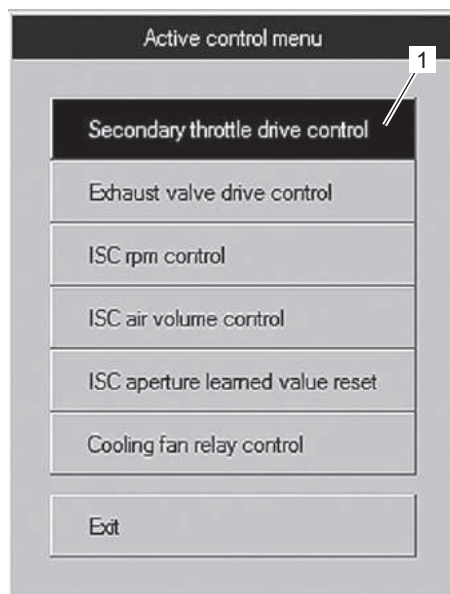 Active control menu
1
Secondary throttle drive control
Exhaust valve drive control
ISC rpm control
ISC air volume control
ISC aperture learned value reset
Cooling fan relay control
Exit